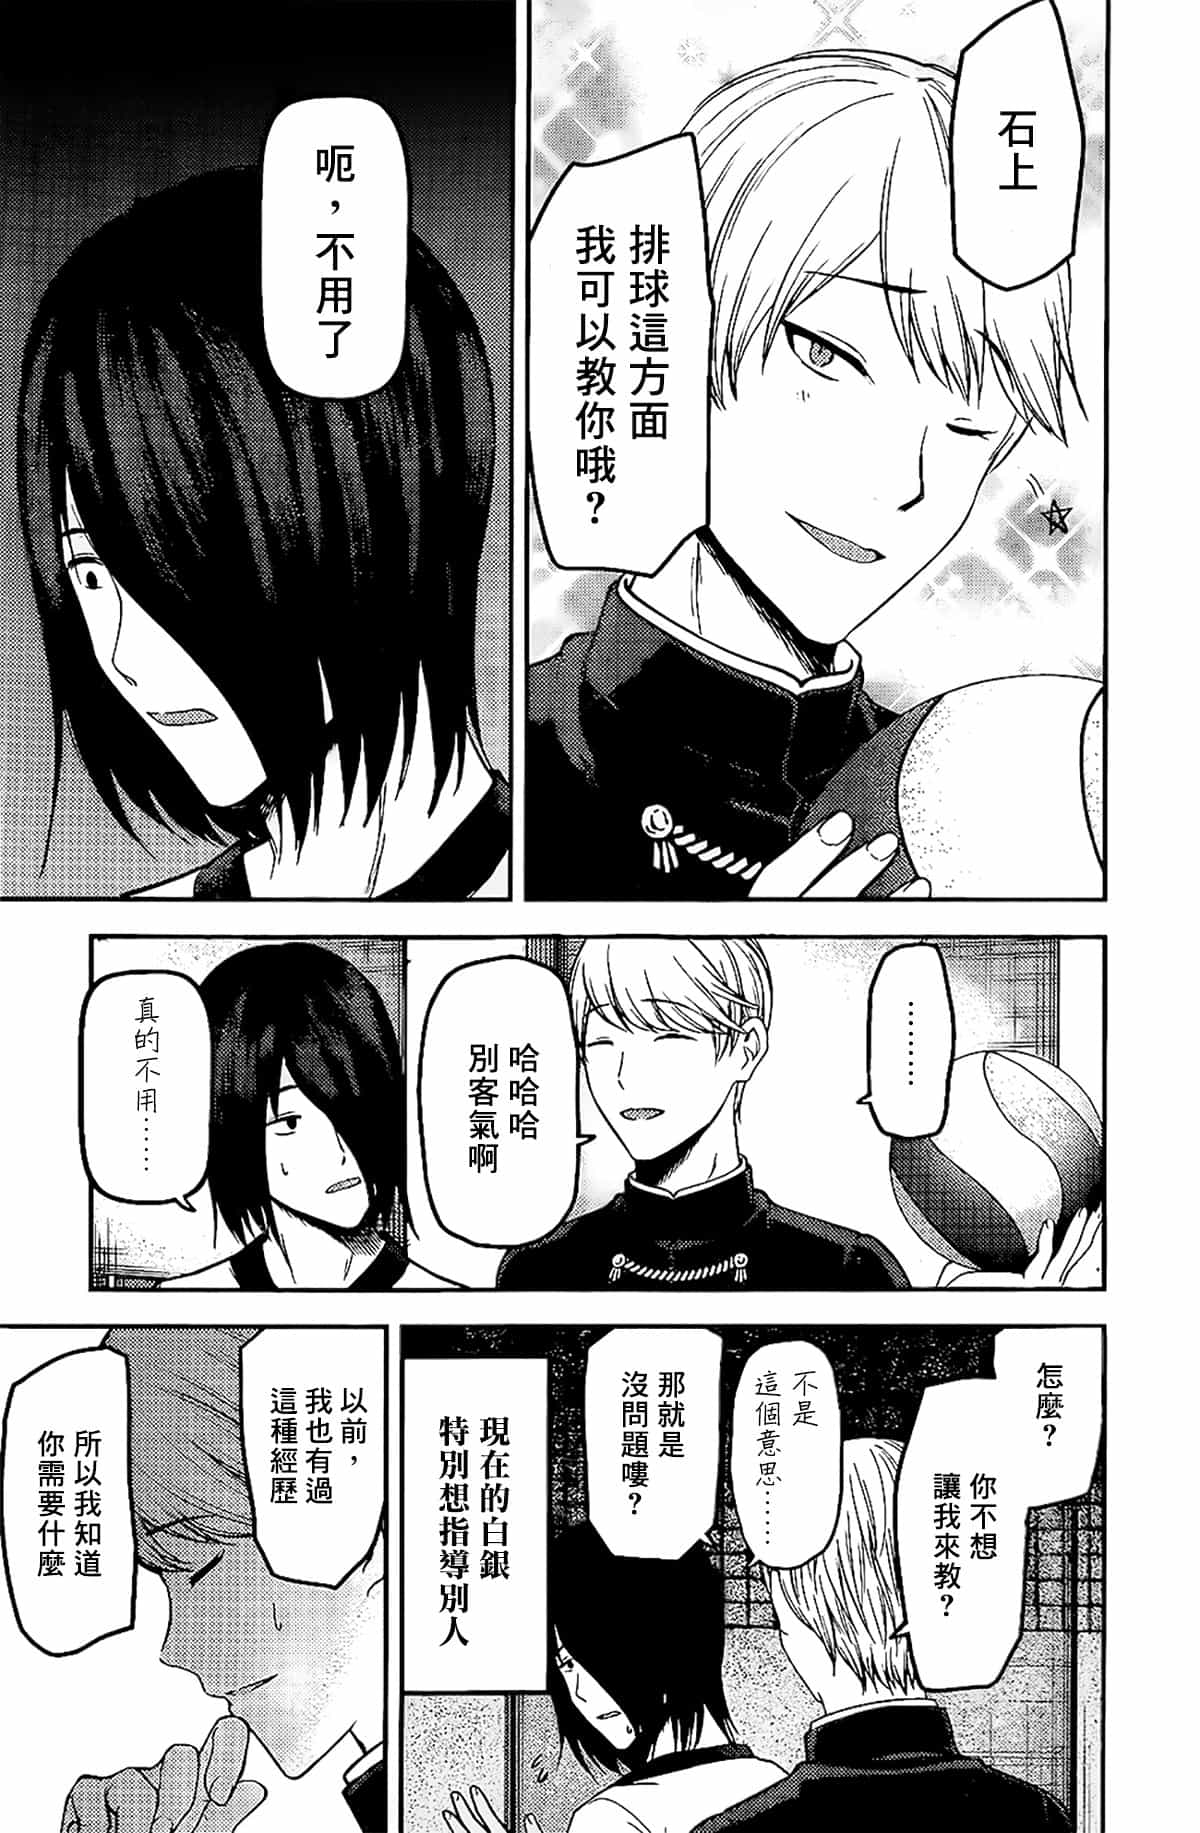 石上
排球這方面
我可以教你哦？
呃，不用了
………
哈哈哈
別客氣啊
真的不用……
怎麼？
你不想
讓我來教？
不是
這個意思……
那就是
沒問題嘍？
現在的白銀
特別想指導別人
以前，
我也有過
這種經歷
所以我知道
你需要什麼